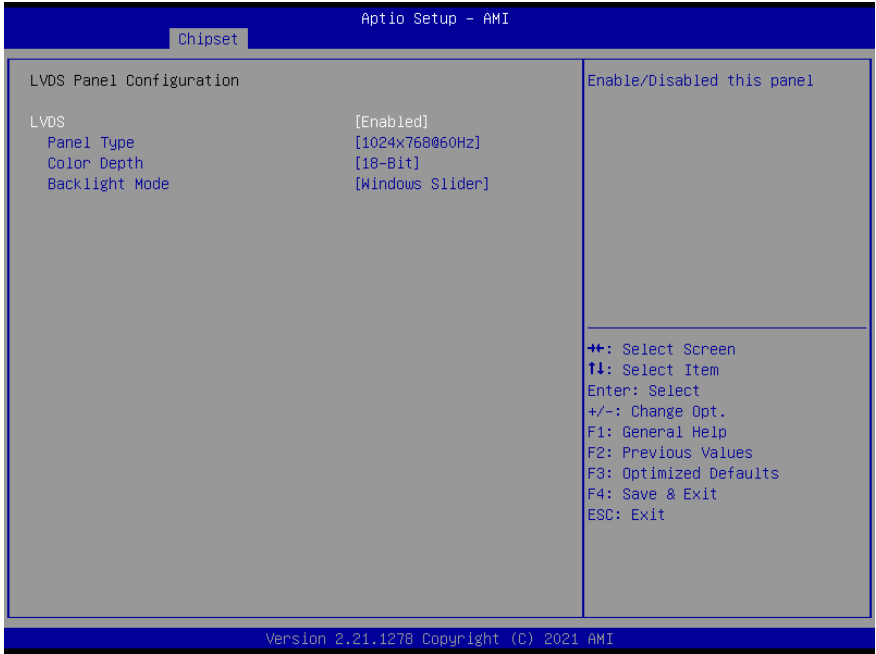 Aptio Setup – AMI
Chipset
LVDS Panel Configuration
LVDS [Enabled]
Panel Type [1024x768@60Hz]
Color Depth [18-Bit]
Backlight Mode [Windows Slider]
Enable/Disabled this panel
→←: Select Screen
↑↓: Select Item
Enter: Select
+/-: Change Opt.
F1: General Help
F2: Previous Values
F3: Optimized Defaults
F4: Save & Exit
ESC: Exit
Version 2.21.1278 Copyright (C) 2021 AMI